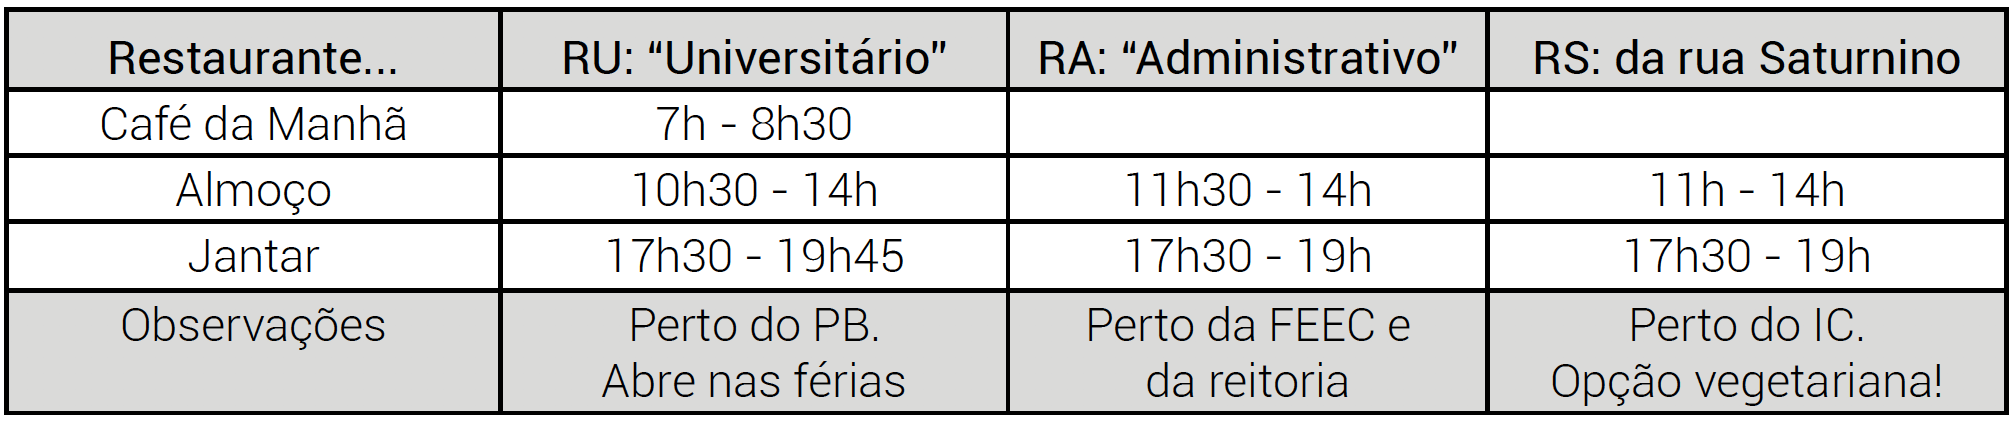 Restaurante... RU: “Universitário” RA: “Administrativo” RS: da rua Saturnino
Café da Manhã 7h - 8h30
Almoço 10h30 - 14h 11h30 - 14h 11h - 14h
Jantar 17h30 - 19h45 17h30 - 19h 17h30 - 19h
Observações Perto do PB. Perto da FEEC e Perto do IC.
Abre nas férias da reitoria Opção vegetariana!